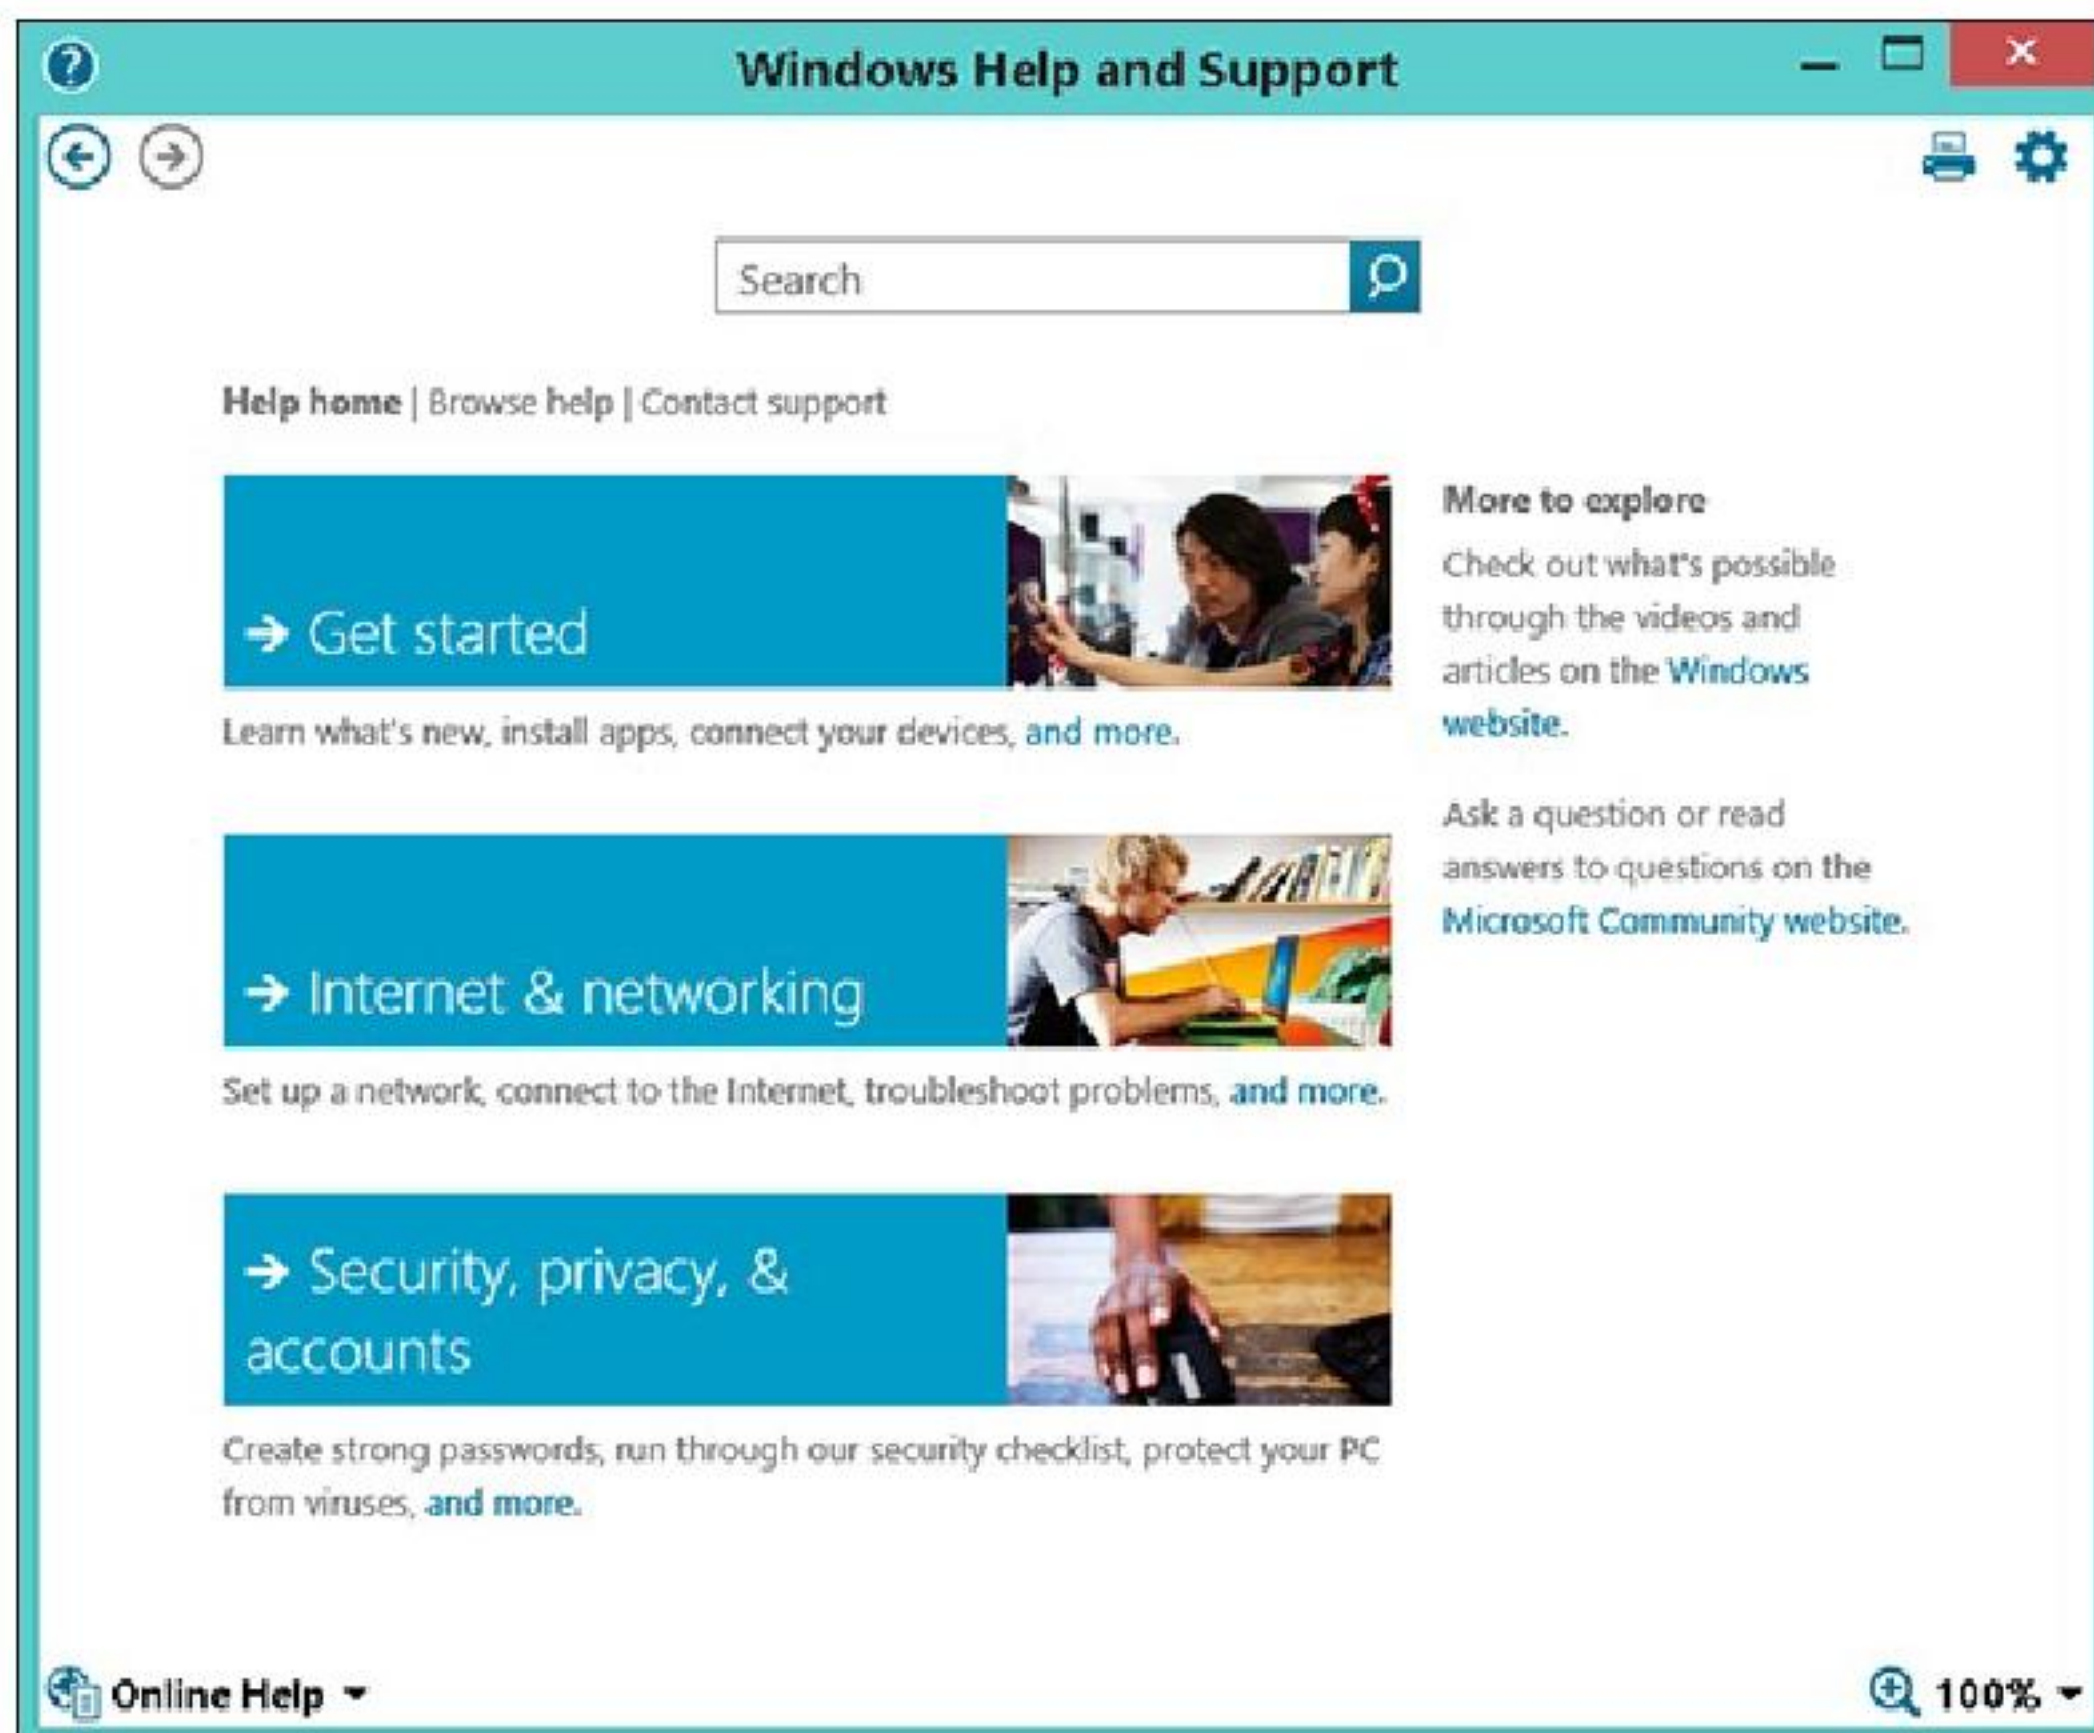 Windows Help and Support
Search
Help home | Browse help | Contact support
→ Get started
Learn what's new, install apps, connect your devices, and more.
→ Internet & networking
Set up a network, connect to the Internet, troubleshoot problems, and more.
→ Security, privacy, &
accounts
Create strong passwords, run through our security checklist, protect your PC
from viruses, and more.
More to explore
Check out what's possible
through the videos and
articles on the Windows
website.
Ask a question or read
answers to questions on the
Microsoft Community website.
Online Help
100%